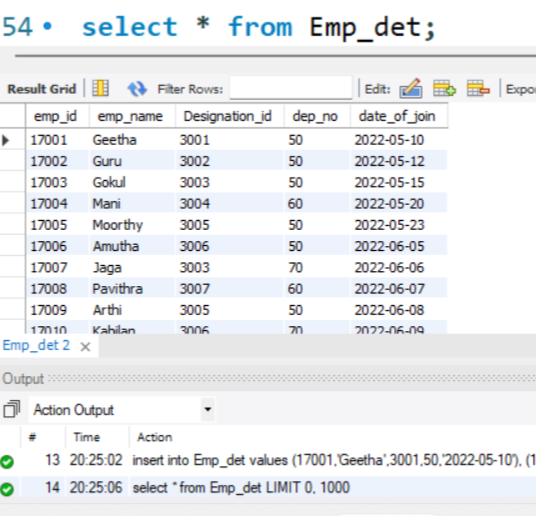 54 select * from Emp_det;
Result Grid Filter Rows: Edit: Expo
emp_id emp_name Designation_id dep_no date_of_join
17001 Geetha 3001 50 2022-05-10
17002 Guru 3002 50 2022-05-12
17003 Gokul 3003 50 2022-05-15
17004 Mani 3004 60 2022-05-20
17005 Moorthy 3005 50 2022-05-23
17006 Amutha 3006 50 2022-06-05
17007 Jaga 3003 70 2022-06-06
17008 Pavithra 3007 60 2022-06-07
17009 Arthi 3005 50 2022-06-08
17010 Kabilan 3006 70 2022-06-09
Emp_det 2 ×
Output
Action Output
# Time Action
13 20:25:02 insert into Emp_det values (17001,'Geetha',3001,50,'2022-05-10'), (1
14 20:25:06 select * from Emp_det LIMIT 0, 1000